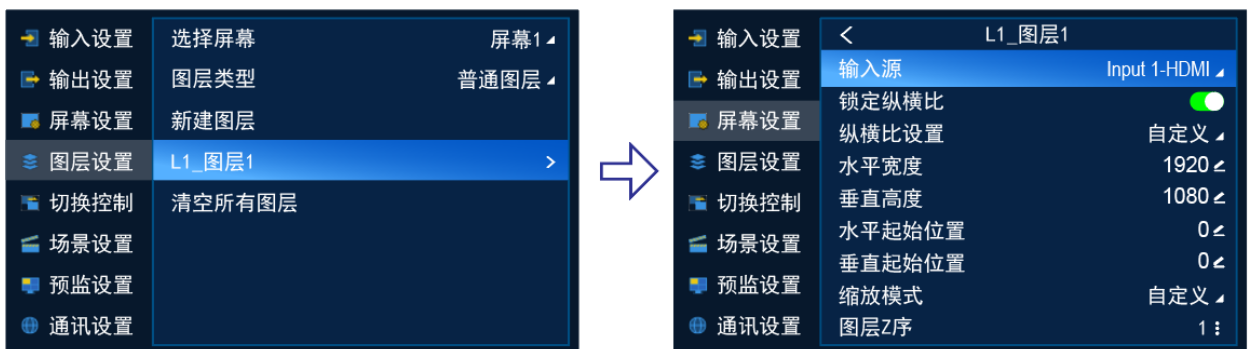 输入设置
输出设置
屏幕设置
图层设置
切换控制
场景设置
预监设置
通讯设置
选择屏幕 屏幕1
图层类型 普通图层
新建图层
L1_图层1 >
清空所有图层
输入设置
输出设置
屏幕设置
图层设置
切换控制
场景设置
预监设置
通讯设置
< L1_图层1
输入源 Input 1-HDMI
锁定纵横比
纵横比设置 自定义
水平宽度 1920
垂直高度 1080
水平起始位置 0
垂直起始位置 0
缩放模式 自定义
图层Z序 1